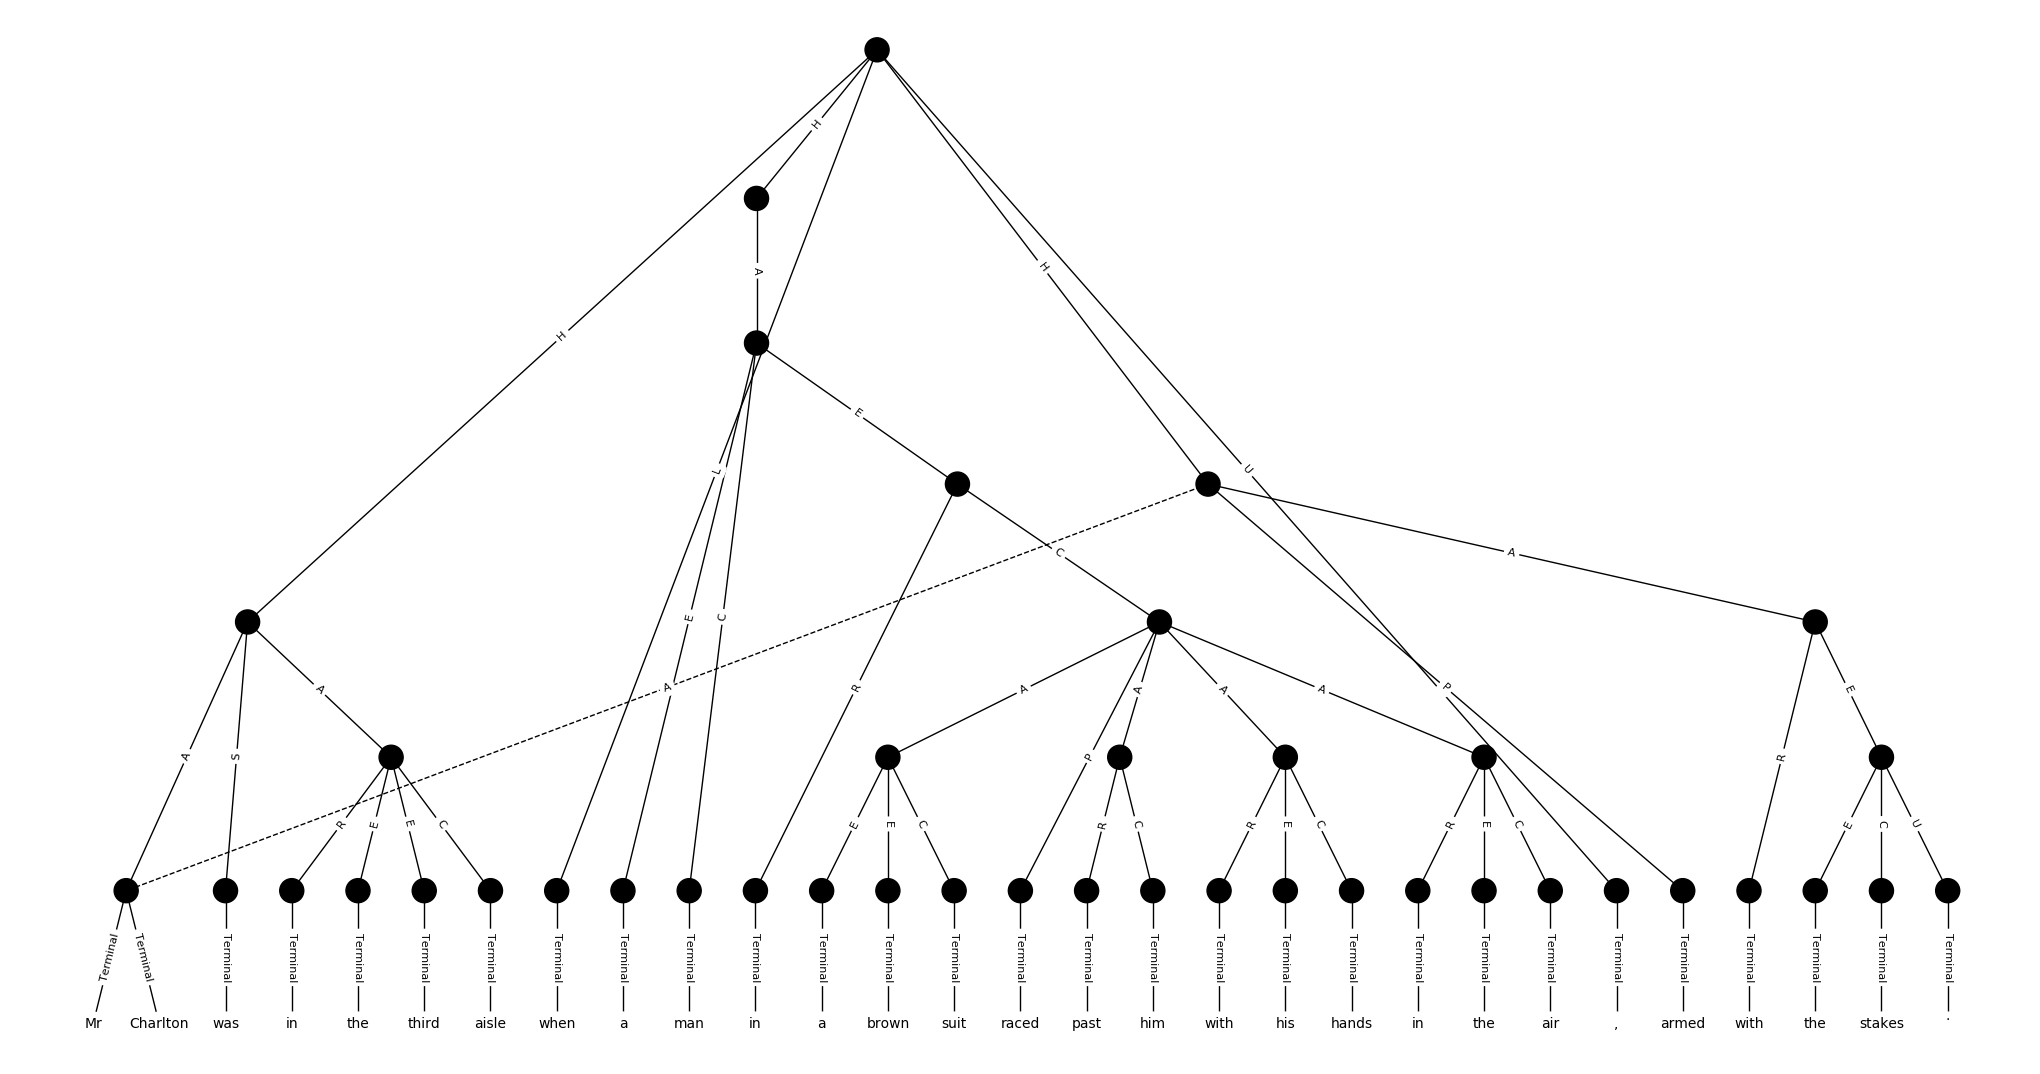 H
A
H
H
E
L
U
C
A
E
C
A
A
R
A
A
A
A
P
E
A
S
P
R
R
E
E
C
E
E
C
R
C
R
E
C
R
E
C
E
C
U
Terminal Terminal Terminal Terminal Terminal Terminal Terminal Terminal Terminal Terminal Terminal Terminal Terminal Terminal Terminal Terminal Terminal Terminal Terminal Terminal Terminal Terminal Terminal Terminal Terminal Terminal Terminal Terminal Terminal
Mr Charlton was in the third aisle when a man in a brown suit raced past him with his hands in the air , armed with the stakes .